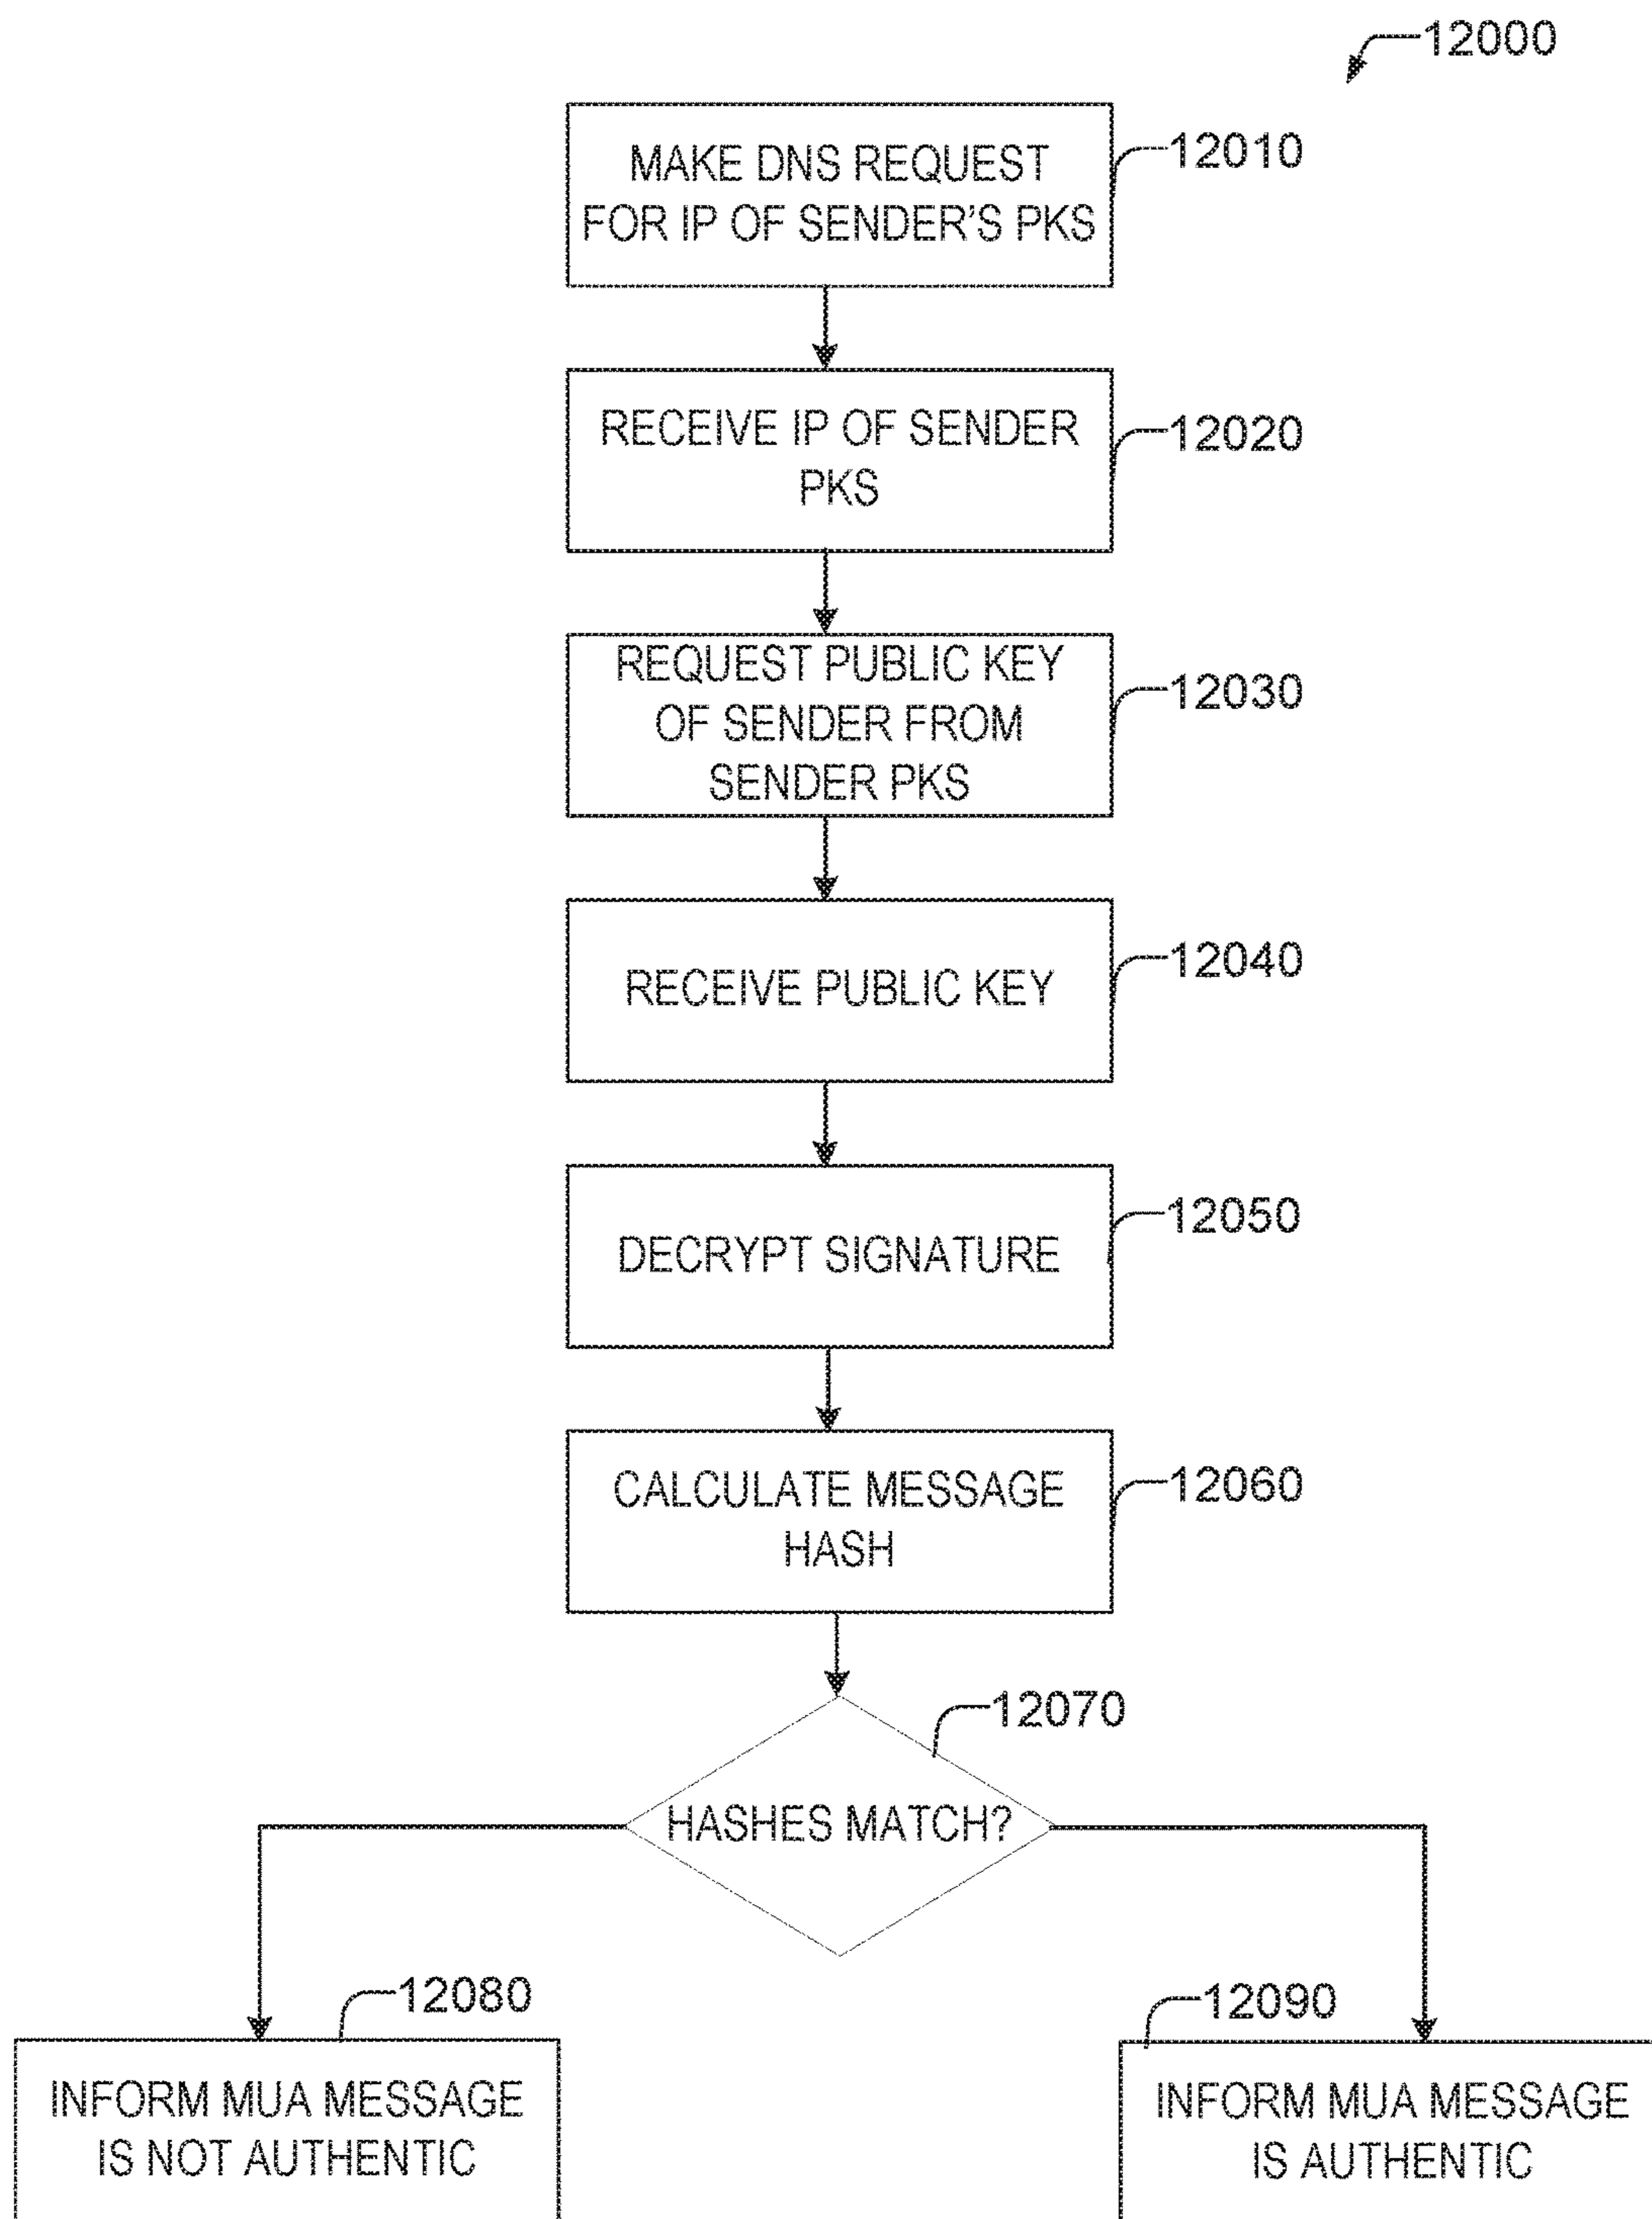 12000
MAKE DNS REQUEST
FOR IP OF SENDER'S PKS
12010
RECEIVE IP OF SENDER
PKS
12020
REQUEST PUBLIC KEY
OF SENDER FROM
SENDER PKS
12030
RECEIVE PUBLIC KEY
12040
DECRYPT SIGNATURE
12050
CALCULATE MESSAGE
HASH
12060
HASHES MATCH?
12070
12080
INFORM MUA MESSAGE
IS NOT AUTHENTIC
12090
INFORM MUA MESSAGE
IS AUTHENTIC